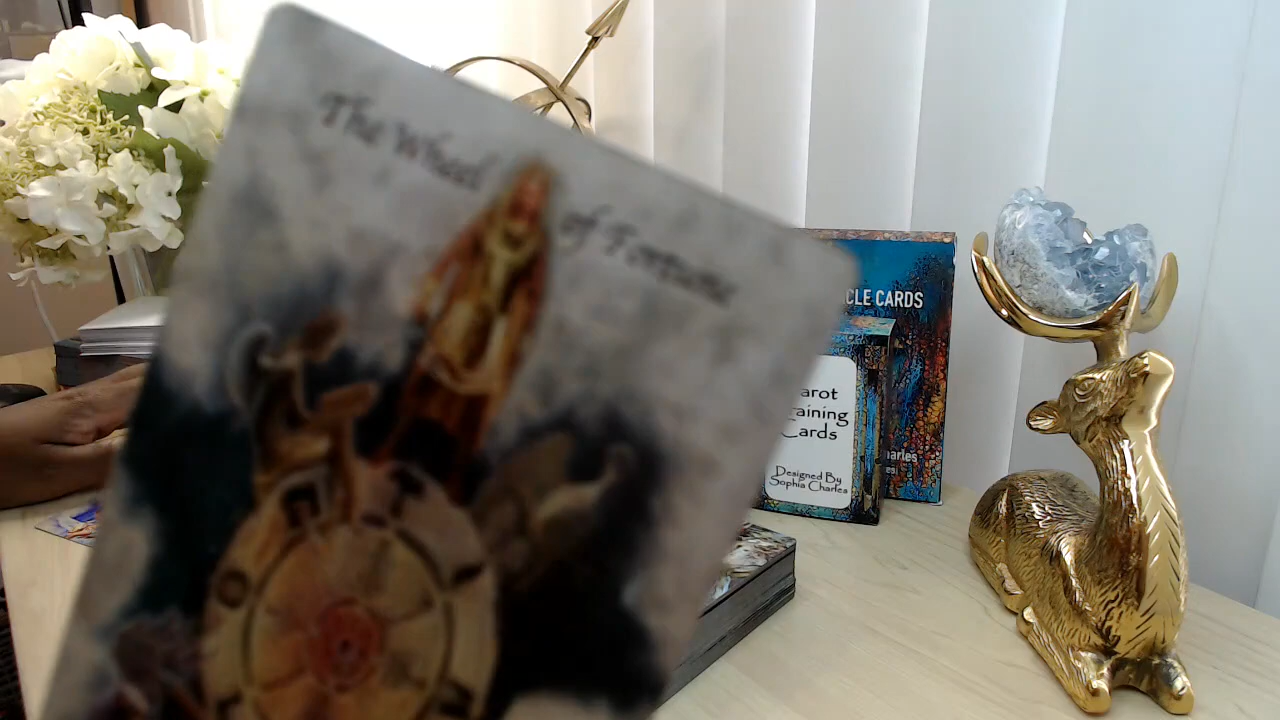 The Wheel of Fortune
CLE CARDS
arot
aining
Cards
Designed By
Sophia Charles
harles